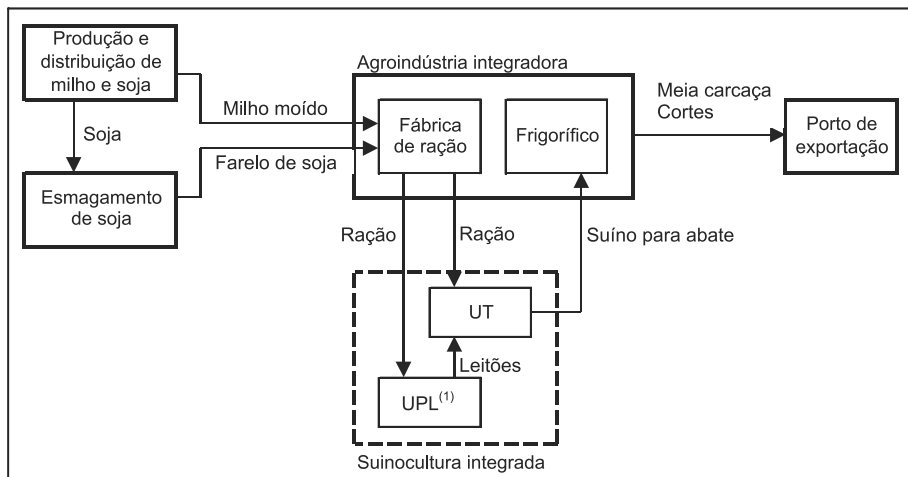 Produção e
distribuição de
milho e soja
Agroindústria integradora
Milho moído
Fábrica
de ração
Frigorífico
Meia carcaça
Cortes
Porto de
exportação
Soja
Farelo de soja
Esmagamento
de soja
Ração
Ração
Suíno para abate
UT
Leitões
UPL(1)
Suinocultura integrada